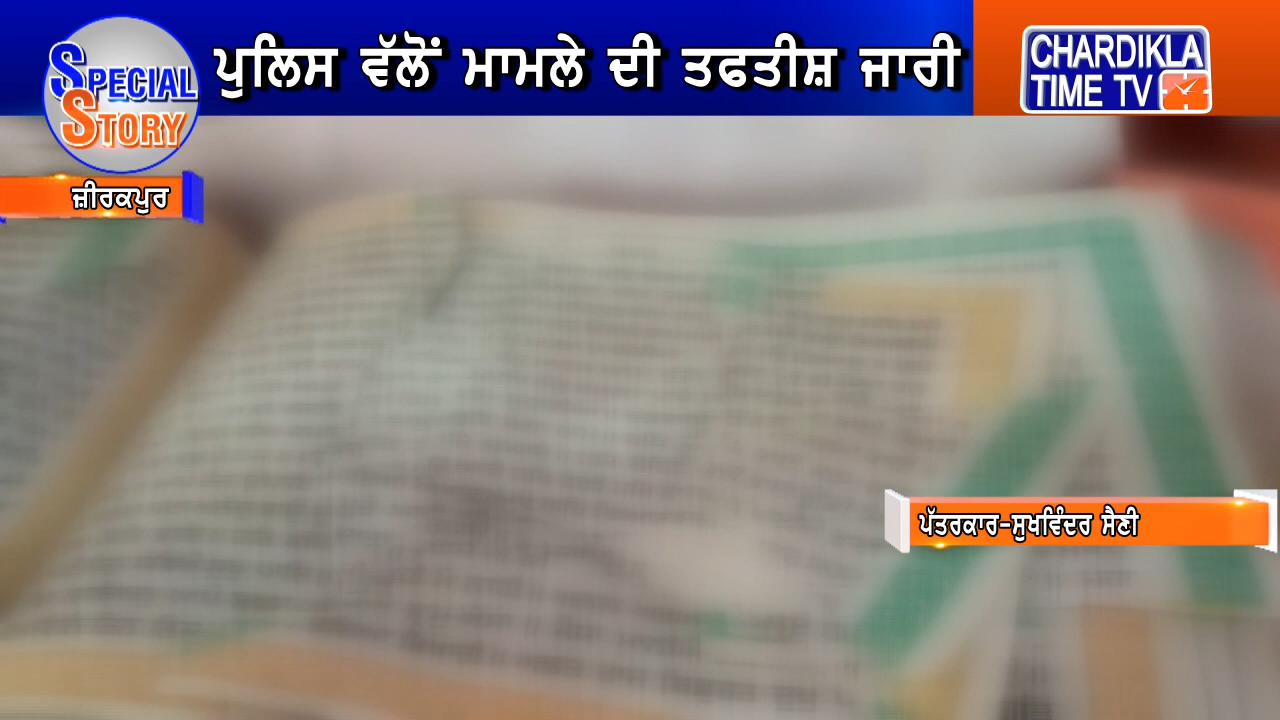 SPECIAL
STORY
ਪੁਲਿਸ ਵੱਲੋਂ ਮਾਮਲੇ ਦੀ ਤਫਤੀਸ਼ ਜਾਰੀ
CHARDIKLA
TIME TV
ਜ਼ੀਰਕਪੁਰ
ਪੱਤਰਕਾਰ-ਸੁਖਵਿੰਦਰ ਸੈਣੀ